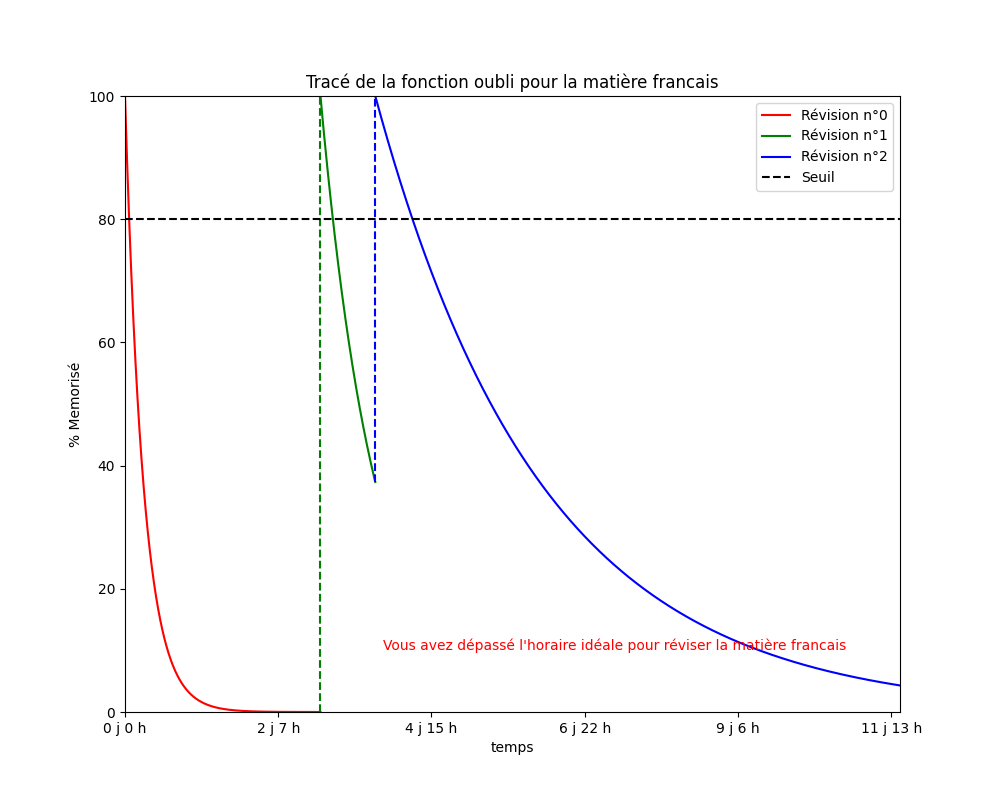 Tracé de la fonction oubli pour la matière francais
100
80
60
40
20
0
% Memorisé
Révision n°0
Révision n°1
Révision n°2
Seuil
Vous avez dépassé l'horaire idéale pour réviser la matière francais
0 j 0 h
2 j 7 h
4 j 15 h
6 j 22 h
9 j 6 h
11 j 13 h
temps